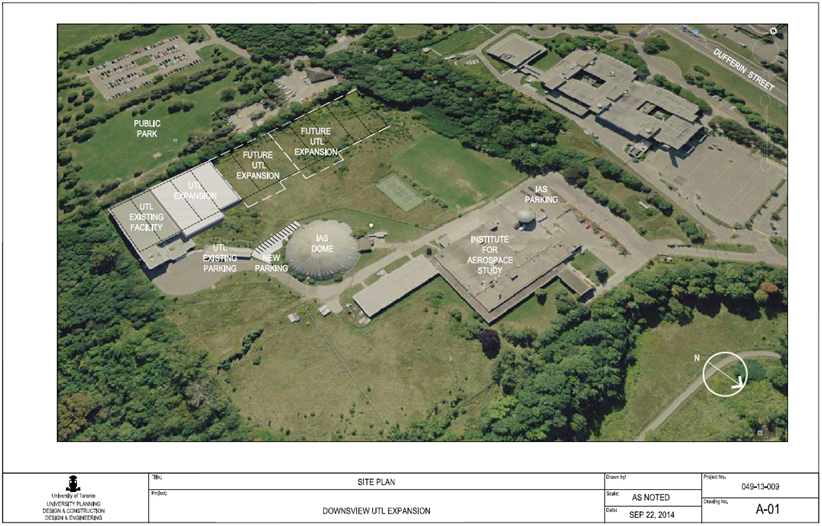 DUFFERIN STREET
PUBLIC
PARK
FUTURE
UTL
EXPANSION
FUTURE
UTL
EXPANSION
UTL
EXPANSION
UTL
EXISTING
FACILITY
IAS
PARKING
UTL
EXISTING
PARKING
NEW
PARKING
IAS
DOME
INSTITUTE
FOR
AEROSPACE
STUDY
N
University of Toronto
UNIVERSITY PLANNING
DESIGN & CONSTRUCTION
DESIGN & ENGINEERING
Title:
SITE PLAN
Project:
DOWNSVIEW UTL EXPANSION
Drawn by:
Scale:
AS NOTED
Date:
SEP 22, 2014
Project No.
049-13-009
Drawing No.
A-01